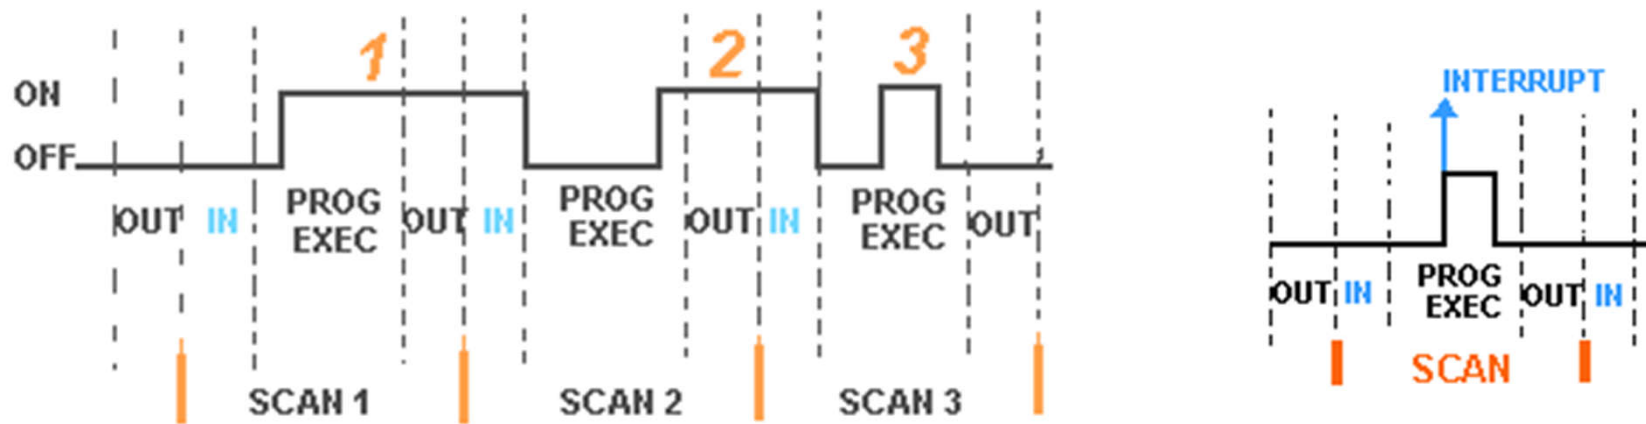 1 2 3
ON
OFF
OUT IN PROG EXEC OUT IN PROG EXEC OUT IN PROG EXEC OUT
SCAN 1 SCAN 2 SCAN 3
INTERRUPT
OUT IN PROG EXEC OUT IN
SCAN